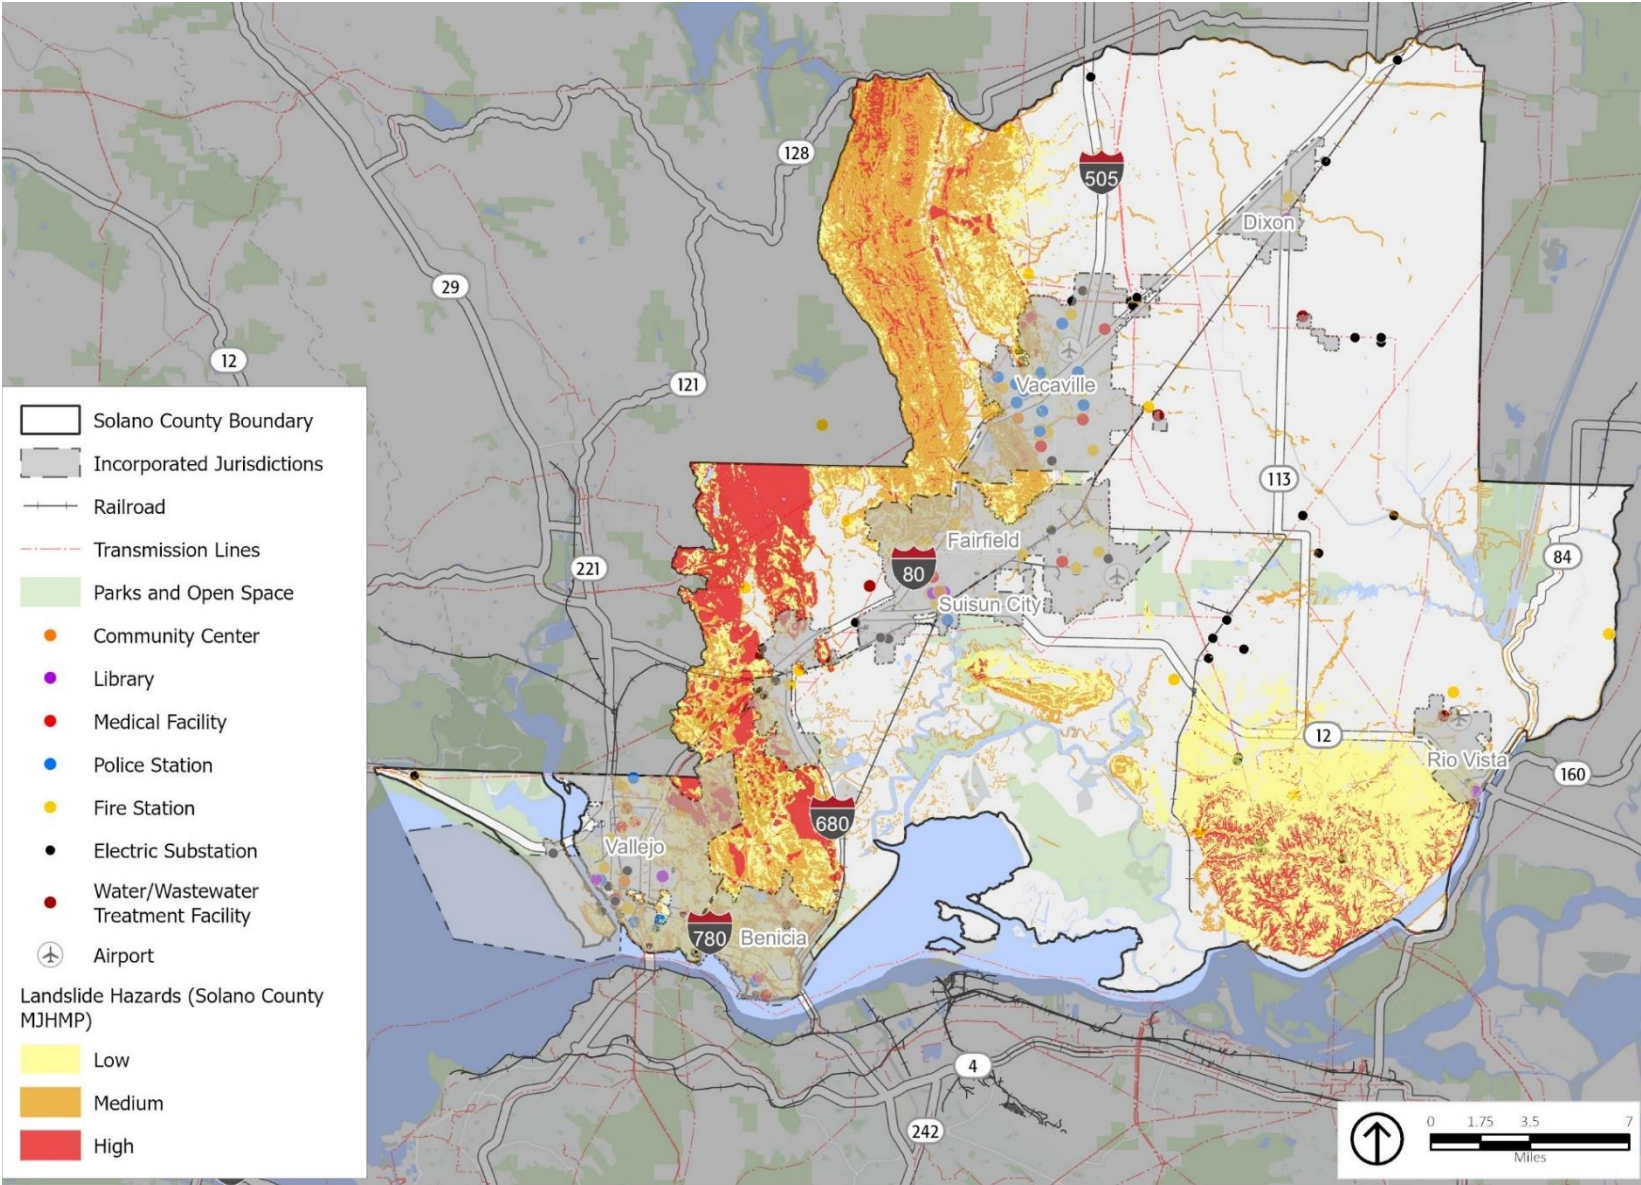 128
505
Dixon
29
12
121
Vacaville
113
Fairfield
80
84
221
Suisun City
12
Rio Vista
160
680
Vallejo
780
Benicia
4
242
Solano County Boundary
Incorporated Jurisdictions
Railroad
Transmission Lines
Parks and Open Space
Community Center
Library
Medical Facility
Police Station
Fire Station
Electric Substation
Water/Wastewater
Treatment Facility
Airport
Landslide Hazards (Solano County
MJHMP)
Low
Medium
High
0 1.75 3.5 7
Miles